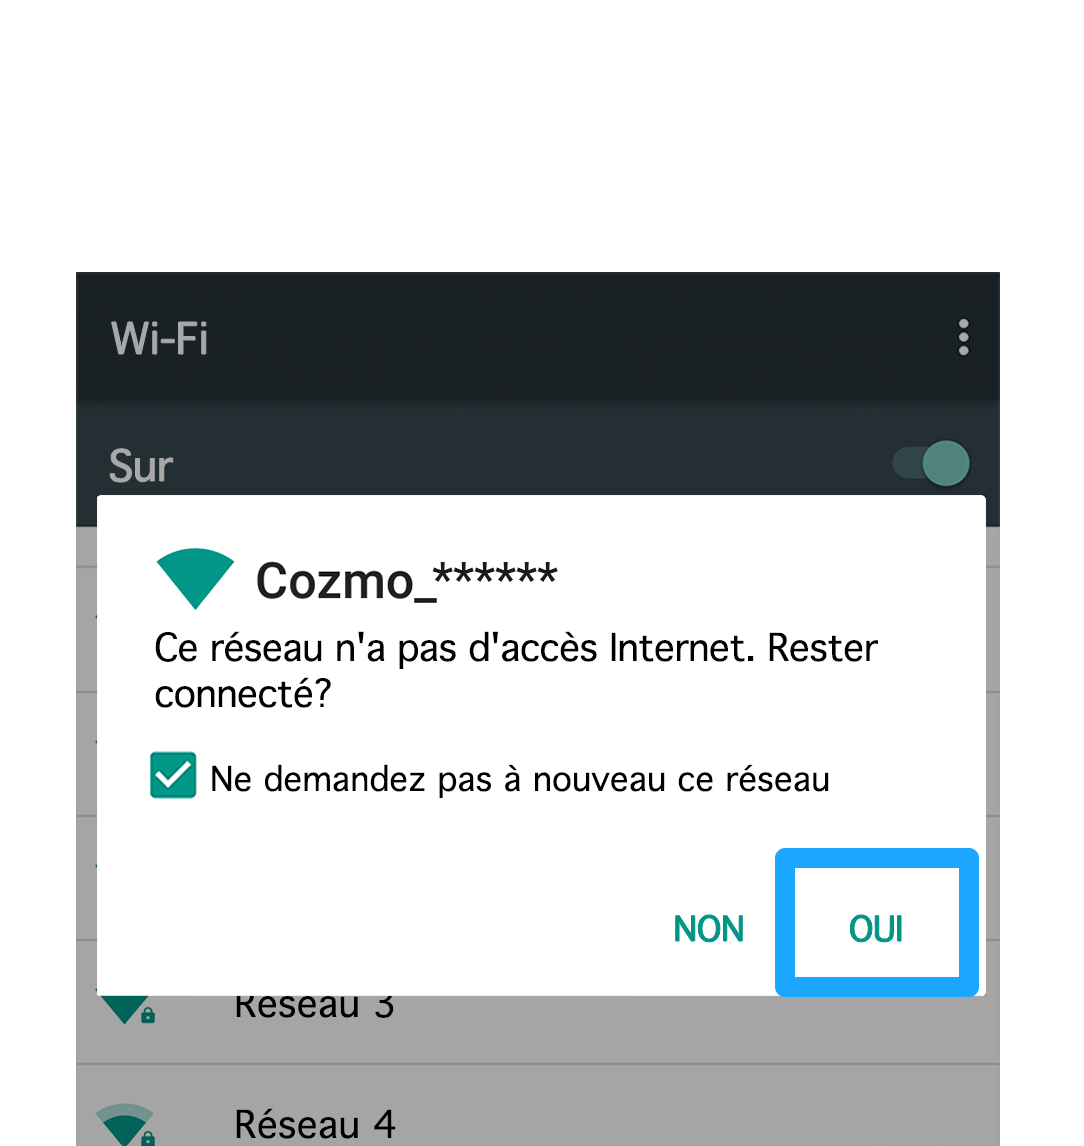 Wi-Fi
Sur
Cozmo_******
Ce réseau n'a pas d'accès Internet. Rester
connecté?
Ne demandez pas à nouveau ce réseau
NON OUI
Réseau 3
Réseau 4